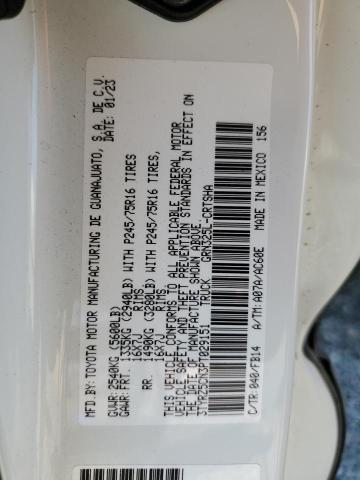 MFD.BY:TOYOTA MOTOR MANUFACTURING DE GUANAJUATO, S.A. DE C.V.
DATE: 01/23
GVWR:2540KG (5600LB)
GAWR:FRT. 1335KG (2940LB) WITH P245/75R16 TIRES
16X7J RIMS,
RR. 1490KG (3280LB) WITH P245/75R16 TIRES,
16X7J RIMS
THIS VEHICLE CONFORMS TO ALL APPLICABLE FEDERAL MOTOR
VEHICLE SAFETY AND THEFT PREVENTION STANDARDS IN EFFECT ON
THE DATE OF MANUFACTURE SHOWN ABOVE.
3TYRZ5CN3PT029151 TRUCK GRN325L-CRTSHA
C/TR:040/FB14 A/TM:A07A/AC60E MADE IN MEXICO 156